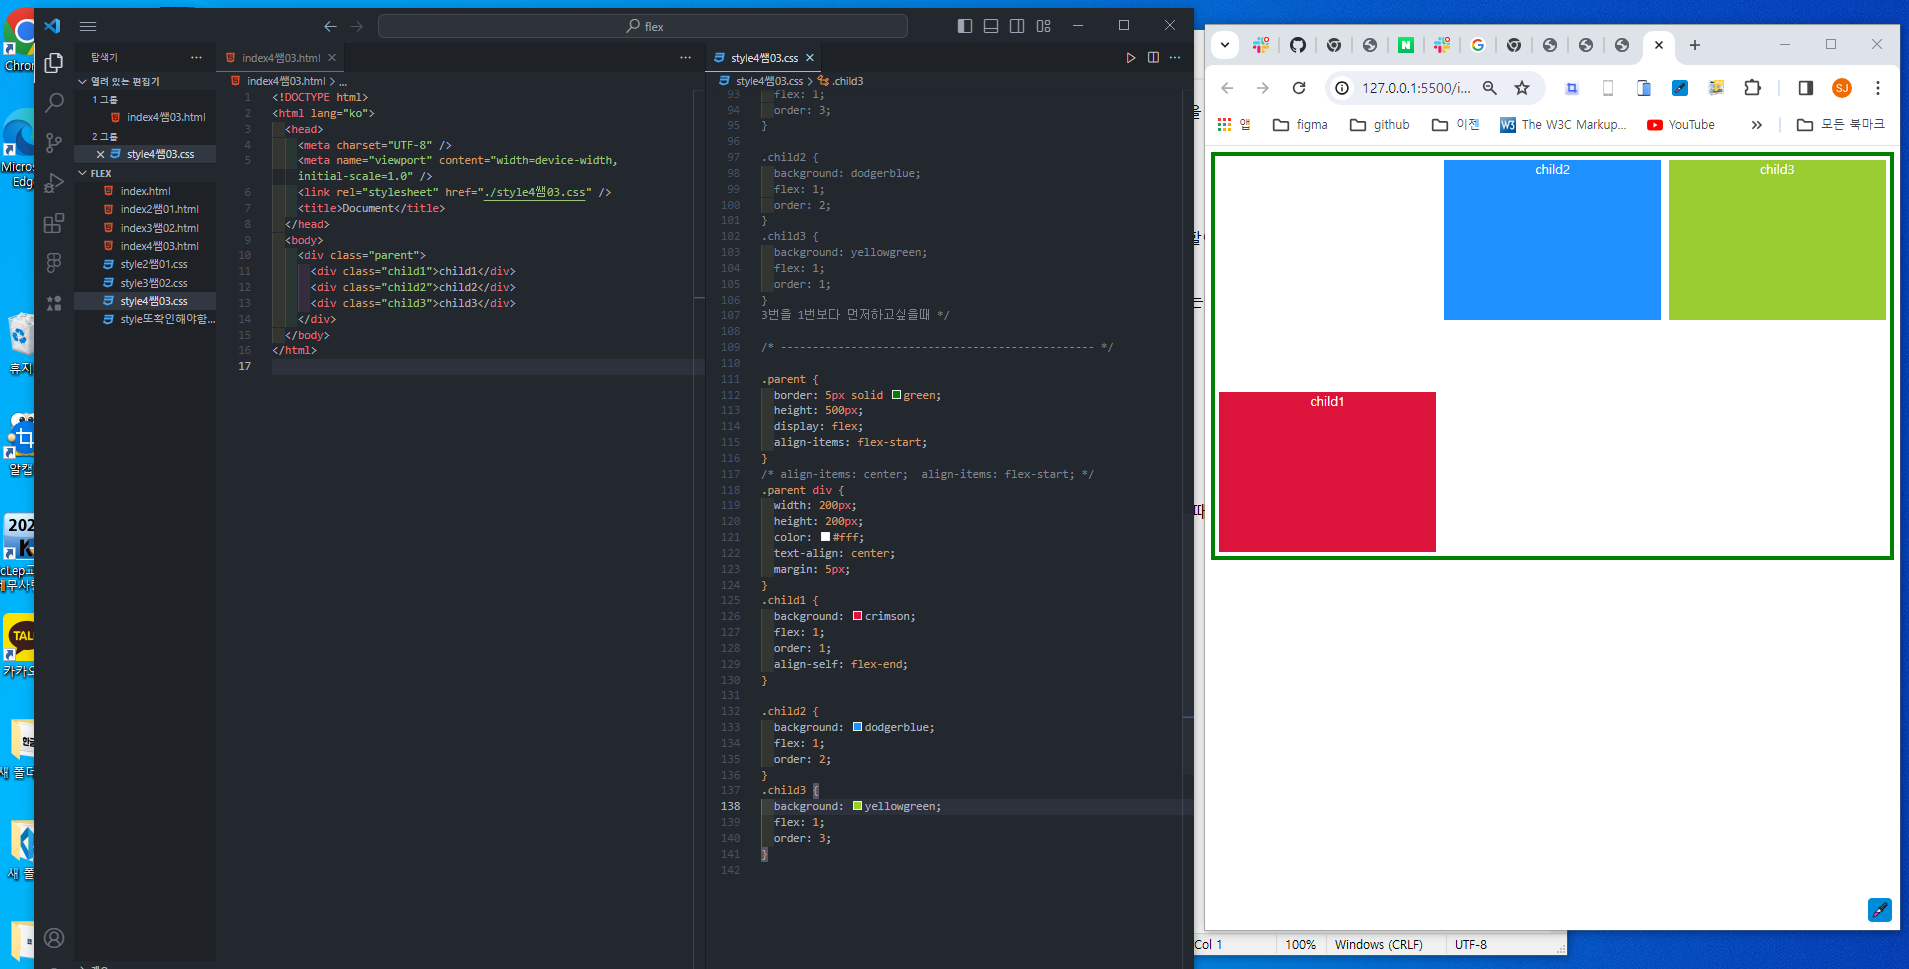 flex
탐색기
열려 있는 편집기
1 그룹
index4쌤03.html
2 그룹
style4쌤03.css
FLEX
index.html
index2쌤01.html
index3쌤02.html
index4쌤03.html
style2쌤01.css
style3쌤02.css
style4쌤03.css
style또확인해야함...
index4쌤03.html
index4쌤03.html > ...
1 <!DOCTYPE html>
2 <html lang="ko">
3 <head>
4 <meta charset="UTF-8" />
5 <meta name="viewport" content="width=device-width,
initial-scale=1.0" />
6 <link rel="stylesheet" href="./style4쌤03.css" />
7 <title>Document</title>
8 </head>
9 <body>
10 <div class="parent">
11 <div class="child1">child1</div>
12 <div class="child2">child2</div>
13 <div class="child3">child3</div>
14 </div>
15 </body>
16 </html>
17
style4쌤03.css
style4쌤03.css > .child3
93 flex: 1;
94 order: 3;
95 }
96
97 .child2 {
98 background: dodgerblue;
99 flex: 1;
100 order: 2;
101 }
102 .child3 {
103 background: yellowgreen;
104 flex: 1;
105 order: 1;
106 }
107 3번을 1번보다 먼저하고싶을때 */
108
109 /* ------------------------------------------------- */
110
111 .parent {
112 border: 5px solid green;
113 height: 500px;
114 display: flex;
115 align-items: flex-start;
116 }
117 /* align-items: center;  align-items: flex-start; */
118 .parent div {
119 width: 200px;
120 height: 200px;
121 color: #fff;
122 text-align: center;
123 margin: 5px;
124 }
125 .child1 {
126 background: crimson;
127 flex: 1;
128 order: 1;
129 align-self: flex-end;
130 }
131
132 .child2 {
133 background: dodgerblue;
134 flex: 1;
135 order: 2;
136 }
137 .child3 {
138 background: yellowgreen;
139 flex: 1;
140 order: 3;
141 }
142
127.0.0.1:5500/i...
SJ
앱
figma
github
이젠
The W3C Markup...
YouTube
모든 북마크
child2
child3
child1
Col 1
100%
Windows (CRLF)
UTF-8
Chron
Micros
Edg
휴지
알캡
202
카카오
TAL
새 폴더
새 폴
을
는